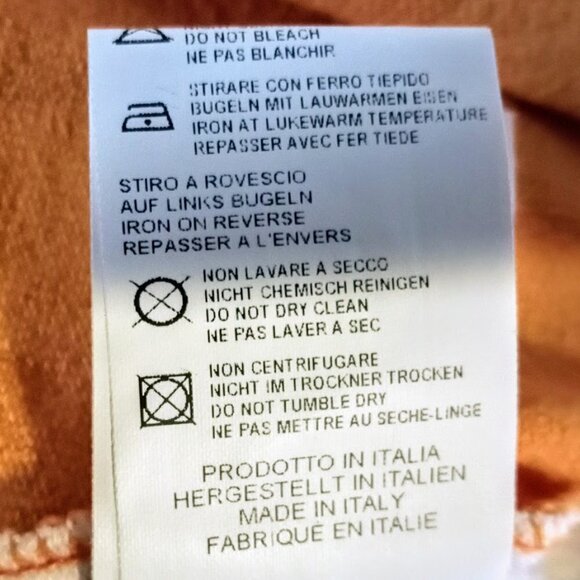 DO NOT BLEACH
NE PAS BLANCHIR
STIRARE CON FERRO TIEPIDO
BUGELN MIT LAUWARMEN EISEN
IRON AT LUKEWARM TEMPERATURE
REPASSER AVEC FER TIEDE
STIRO A ROVESCIO
AUF LINKS BUGELN
IRON ON REVERSE
REPASSER A L'ENVERS
NON LAVARE A SECCO
NICHT CHEMISCH REINIGEN
DO NOT DRY CLEAN
NE PAS LAVER A SEC
NON CENTRIFUGARE
NICHT IM TROCKNER TROCKEN
DO NOT TUMBLE DRY
NE PAS METTRE AU SECHE-LINGE
PRODOTTO IN ITALIA
HERGESTELLT IN ITALIEN
MADE IN ITALY
FABRIQUÉ EN ITALIE